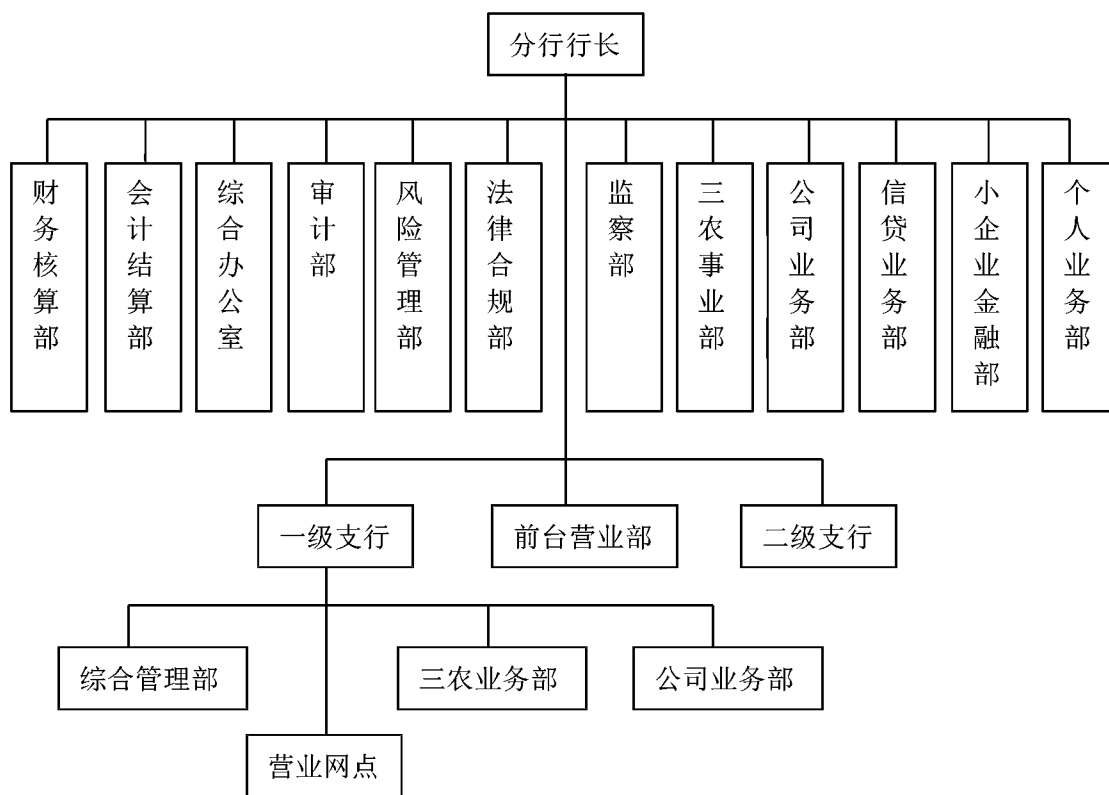 分行行长
财务核算部
会计结算部
综合办公室
审计部
风险管理部
法律合规部
监察部
三农事业部
公司业务部
信贷业务部
小企业金融部
个人业务部
一级支行
前台营业部
二级支行
综合管理部
三农业务部
公司业务部
营业网点